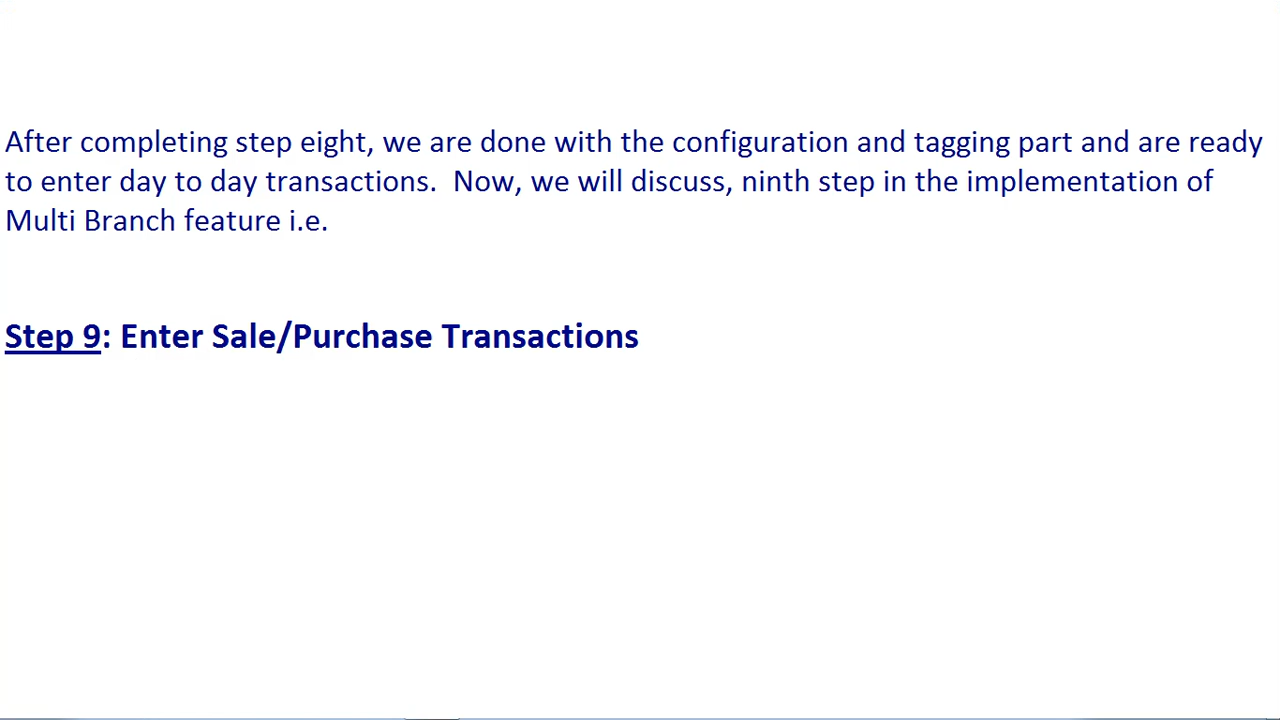 After completing step eight, we are done with the configuration and tagging part and are ready
to enter day to day transactions.  Now, we will discuss, ninth step in the implementation of
Multi Branch feature i.e.
Step 9: Enter Sale/Purchase Transactions